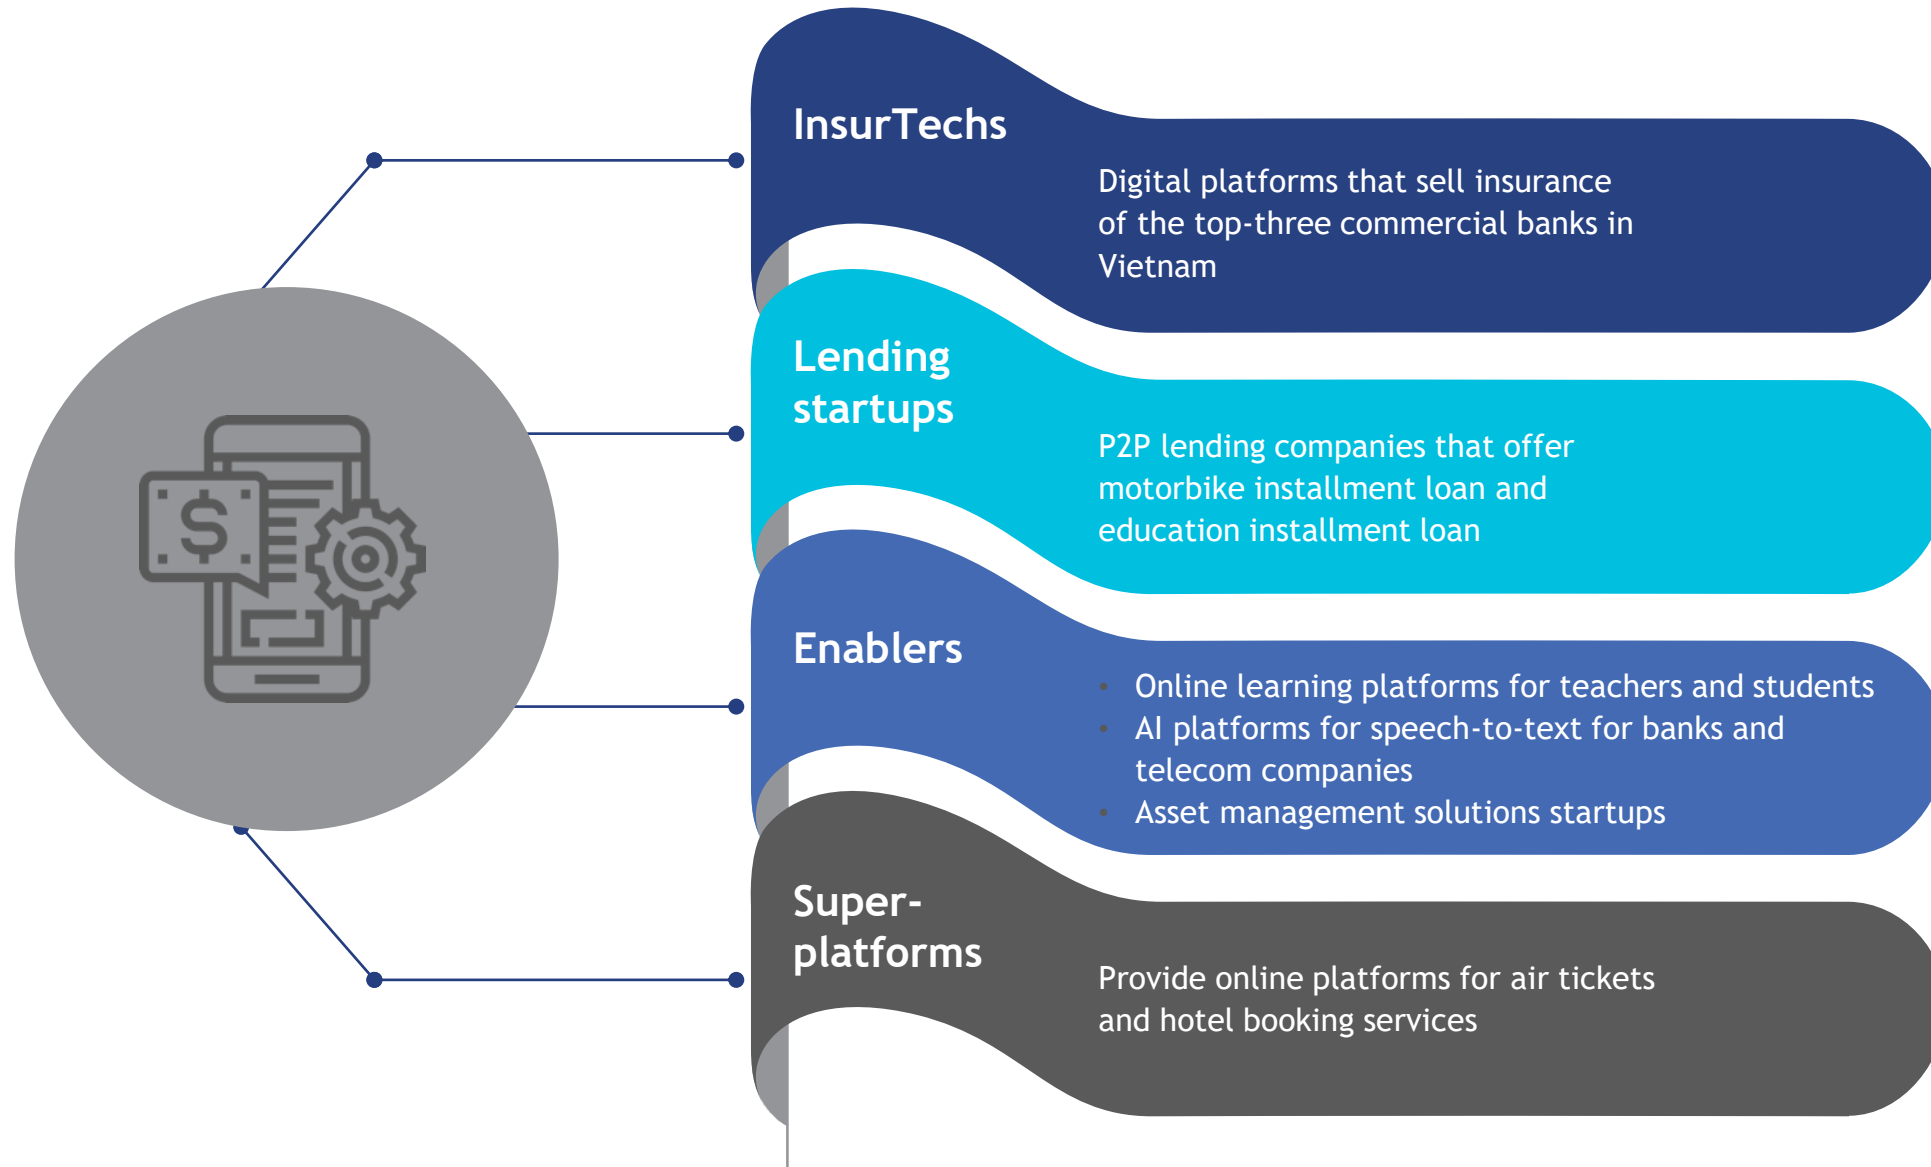 InsurTechs
Digital platforms that sell insurance
of the top-three commercial banks in
Vietnam
Lending
startups
P2P lending companies that offer
motorbike installment loan and
education installment loan
Enablers
• Online learning platforms for teachers and students
• AI platforms for speech-to-text for banks and
telecom companies
• Asset management solutions startups
Super-
platforms
Provide online platforms for air tickets
and hotel booking services
$